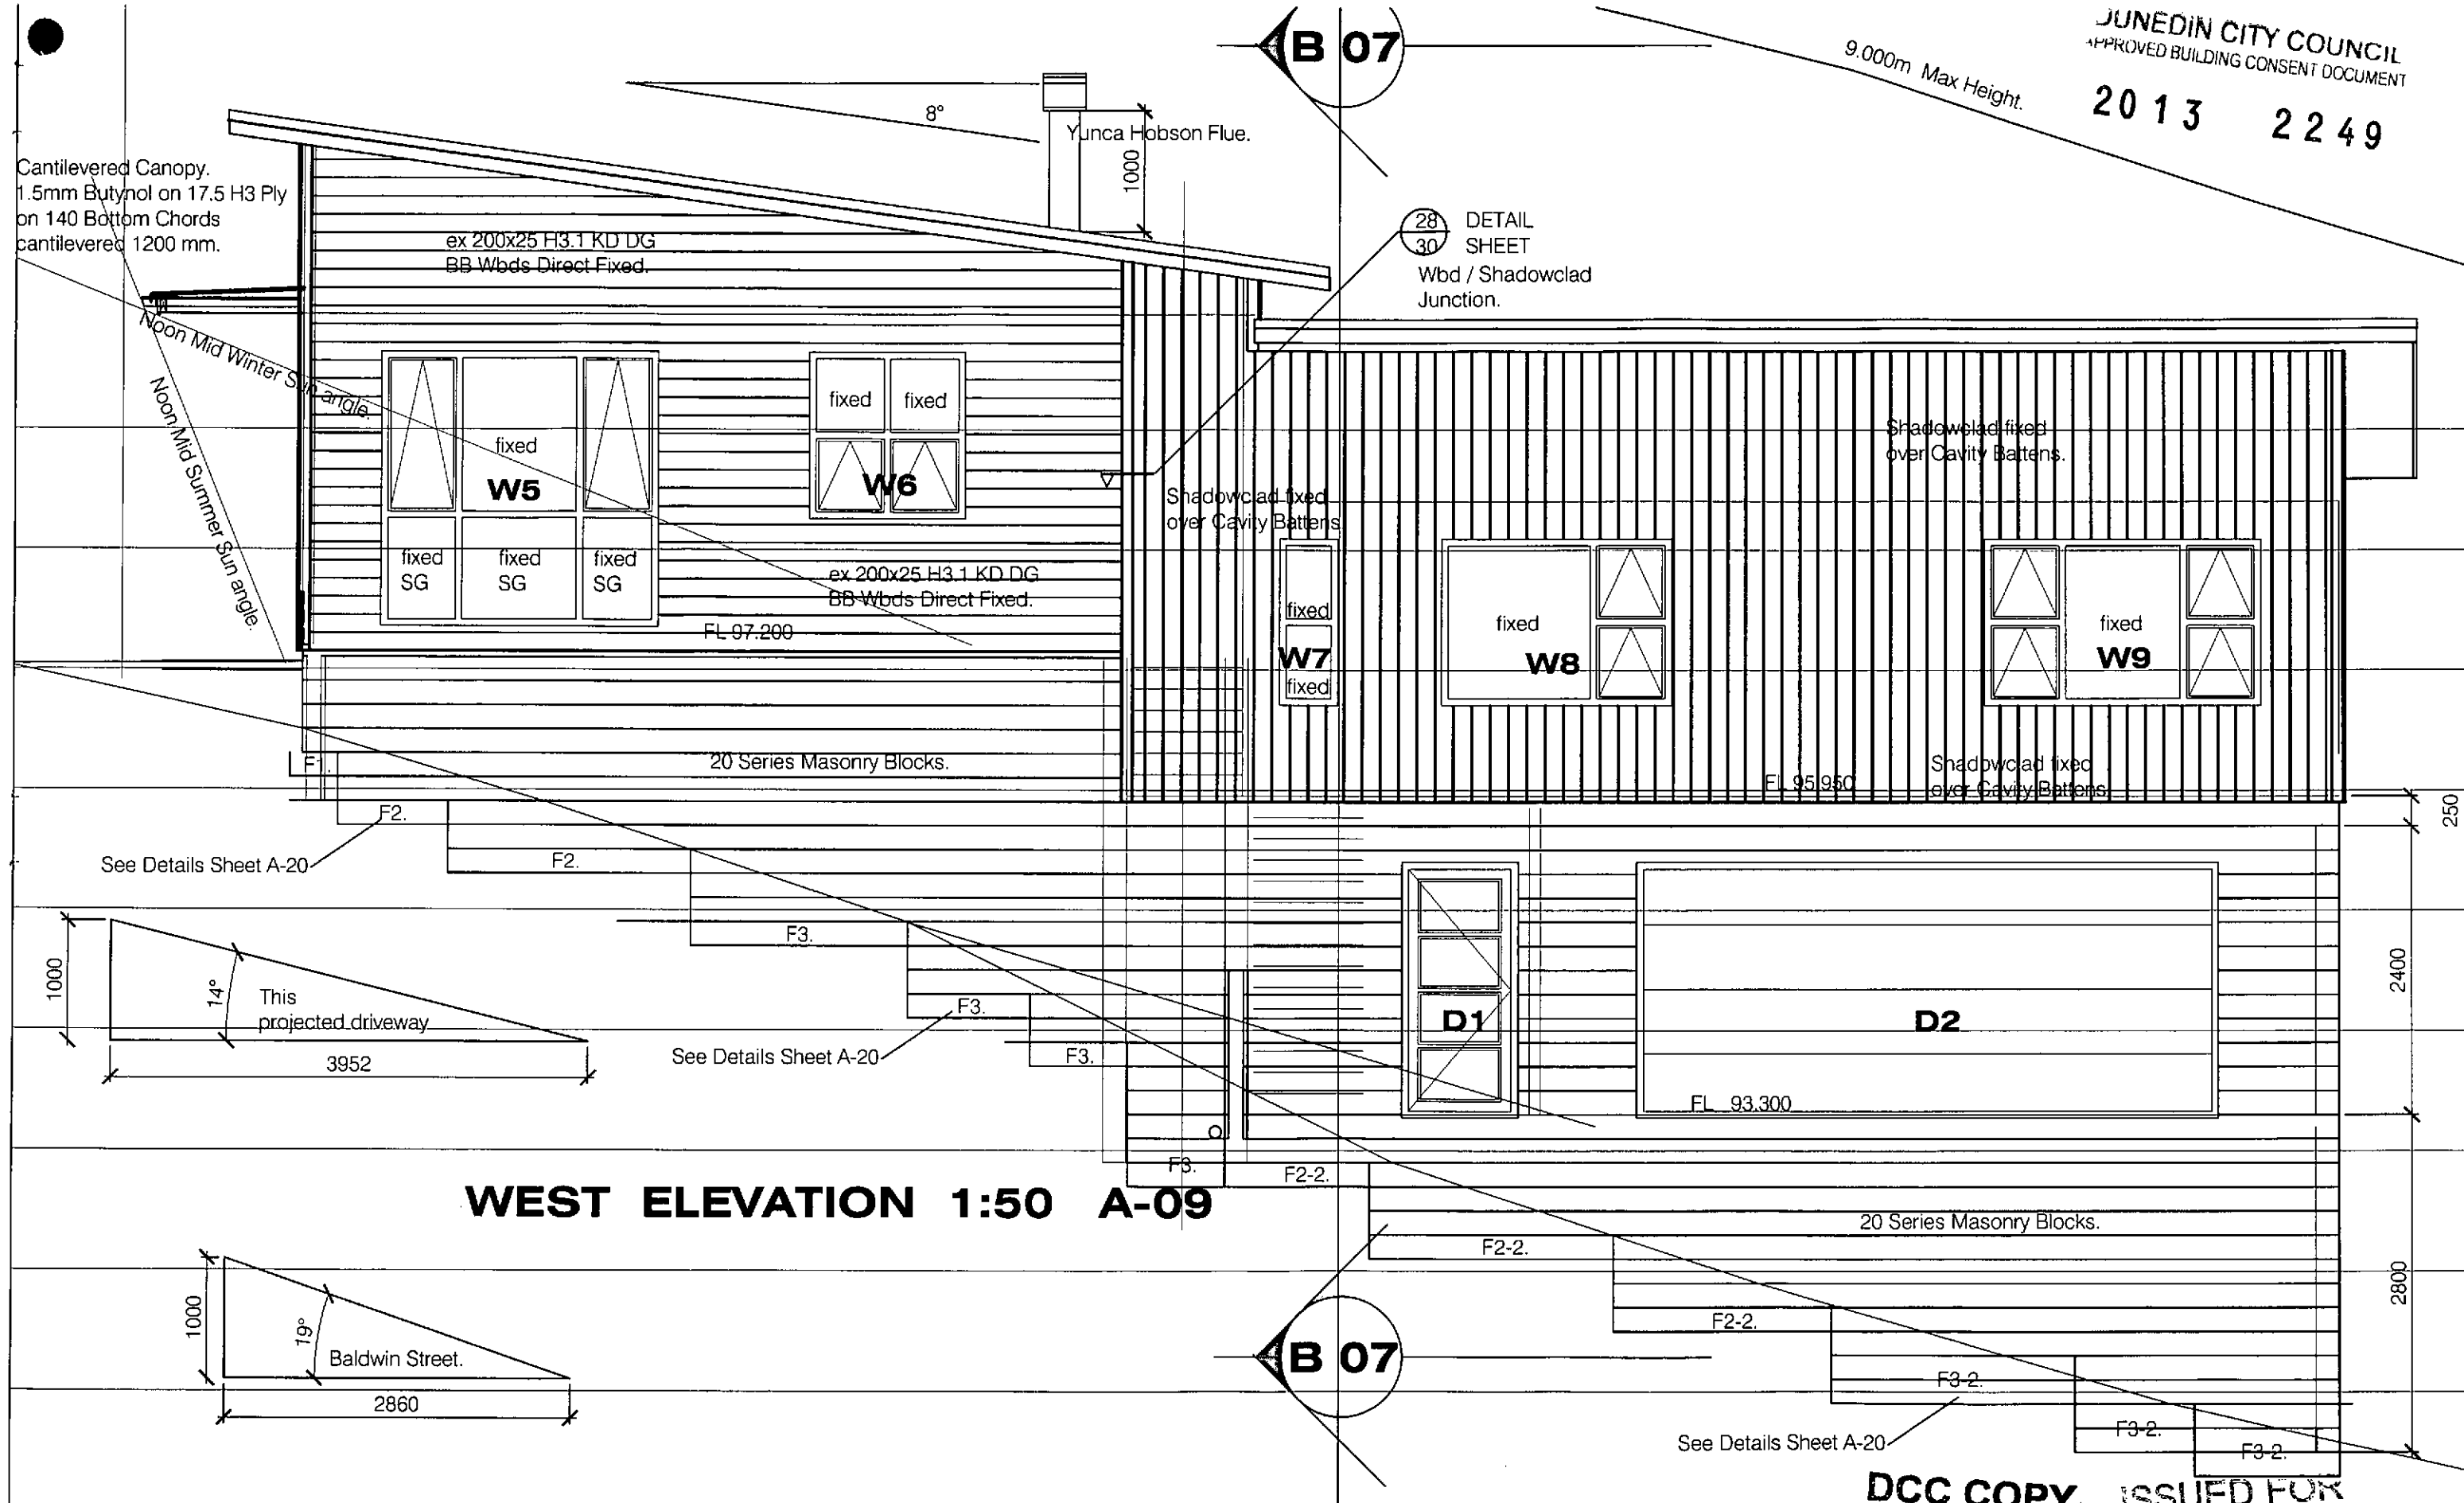 B 07
DUNEDIN CITY COUNCIL
APPROVED BUILDING CONSENT DOCUMENT
2013 2249
9.000m Max Height.
8°
Yunca Hobson Flue.
1000
Cantilevered Canopy.
1.5mm Butynol on 17.5 H3 Ply
on 140 Bottom Chords
cantilevered 1200 mm.
ex 200x25 H3.1 KD DG
BB Wbds Direct Fixed.
28 DETAIL
30 SHEET
Wbd / Shadowclad
Junction.
Noon Mid Winter Sun angle.
Noon Mid Summer Sun angle.
fixed
W5
fixed
SG
fixed
SG
fixed
SG
fixed
fixed
W6
Shadowclad fixed
over Cavity Battens.
Shadowclad fixed
over Cavity Battens
ex 200x25 H3.1 KD DG
BB Wbds Direct Fixed.
FL 97.200
fixed
W7
fixed
fixed
W8
fixed
W9
F1.
20 Series Masonry Blocks.
FL 95.950
Shadowclad fixed
over Cavity Battens
250
F2.
See Details Sheet A-20
F2.
F3.
F3.
See Details Sheet A-20
F3.
1000
14°
This
projected driveway
3952
D1
D2
2400
FL 93.300
F3.
F2-2.
WEST ELEVATION 1:50 A-09
20 Series Masonry Blocks.
F2-2.
2800
1000
19°
Baldwin Street.
2860
F2-2.
B 07
F3-2.
See Details Sheet A-20
F3-2.
F3-2.
DCC COPY. ISSUED FOR